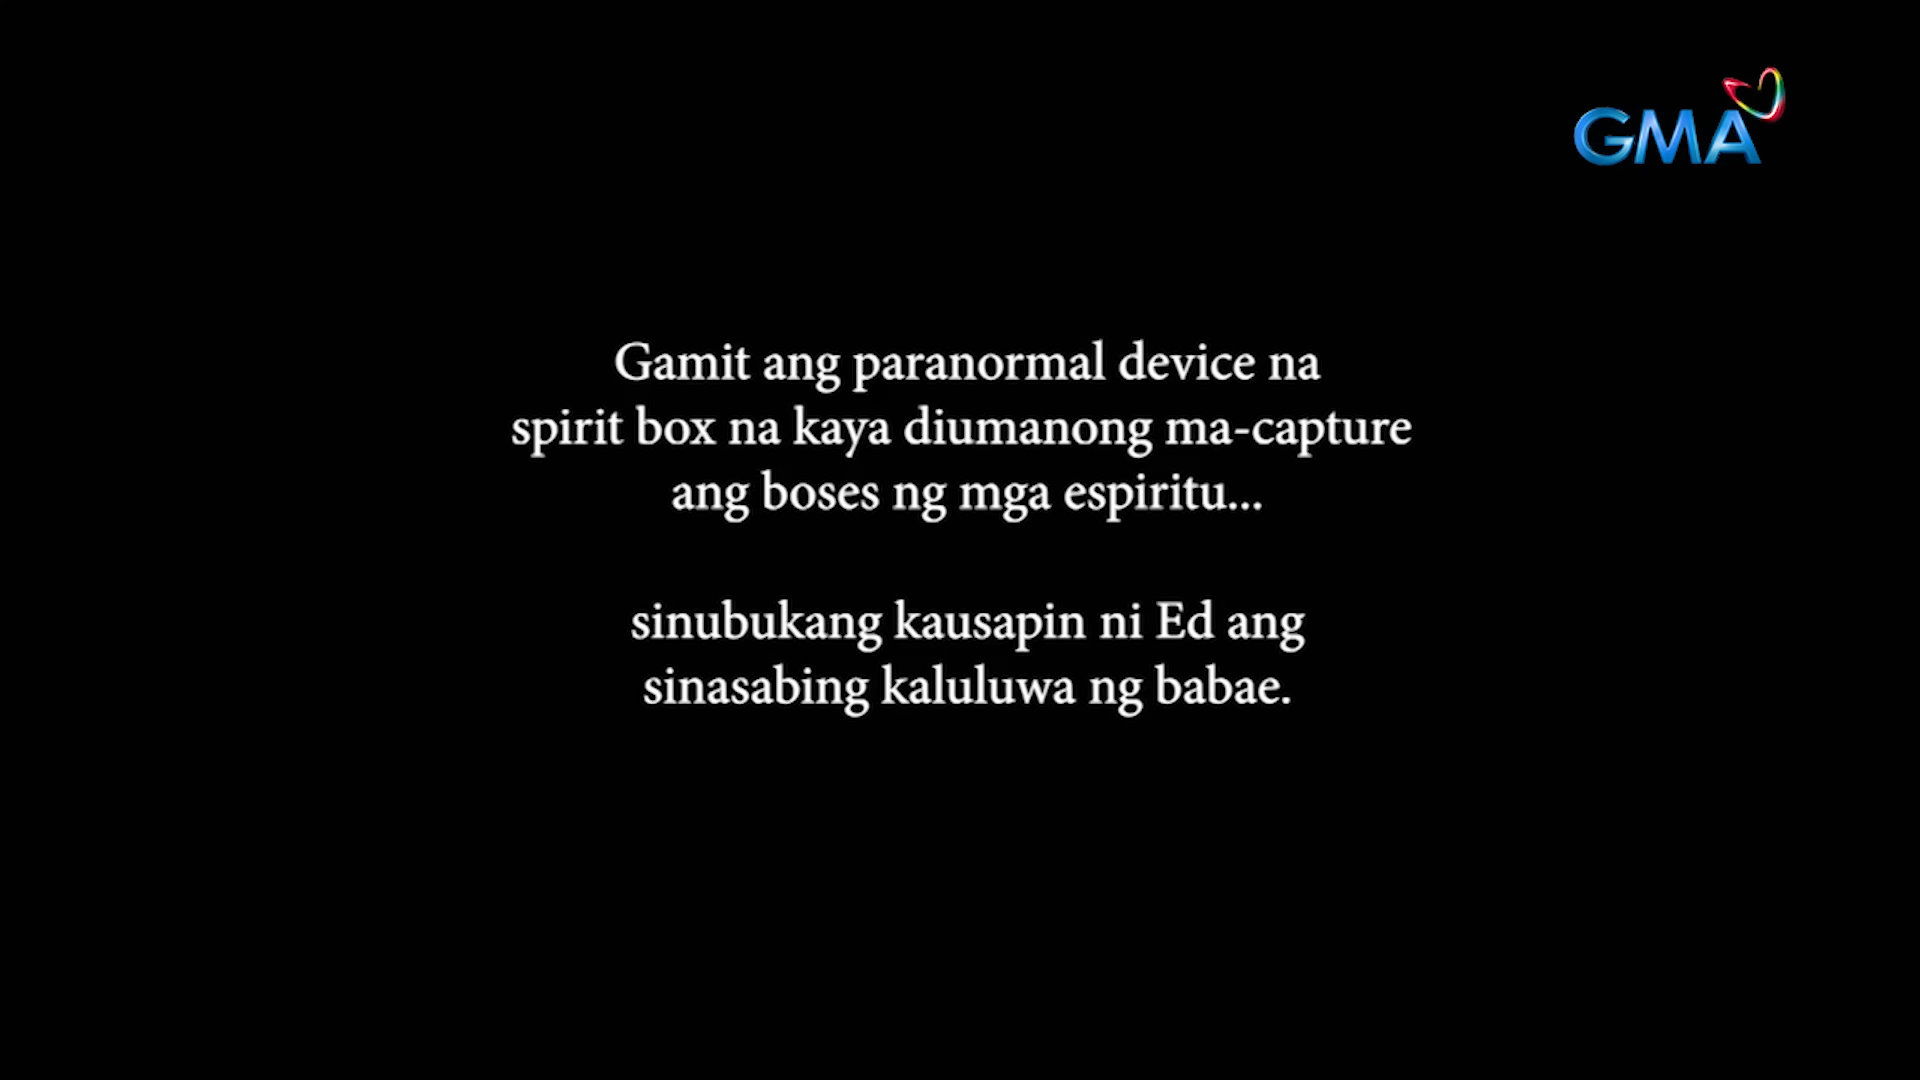 GMA
Gamit ang paranormal device na
spirit box na kaya diumanong ma-capture
ang boses ng mga espiritu...
sinubukang kausapin ni Ed ang
sinasabing kaluluwa ng babae.